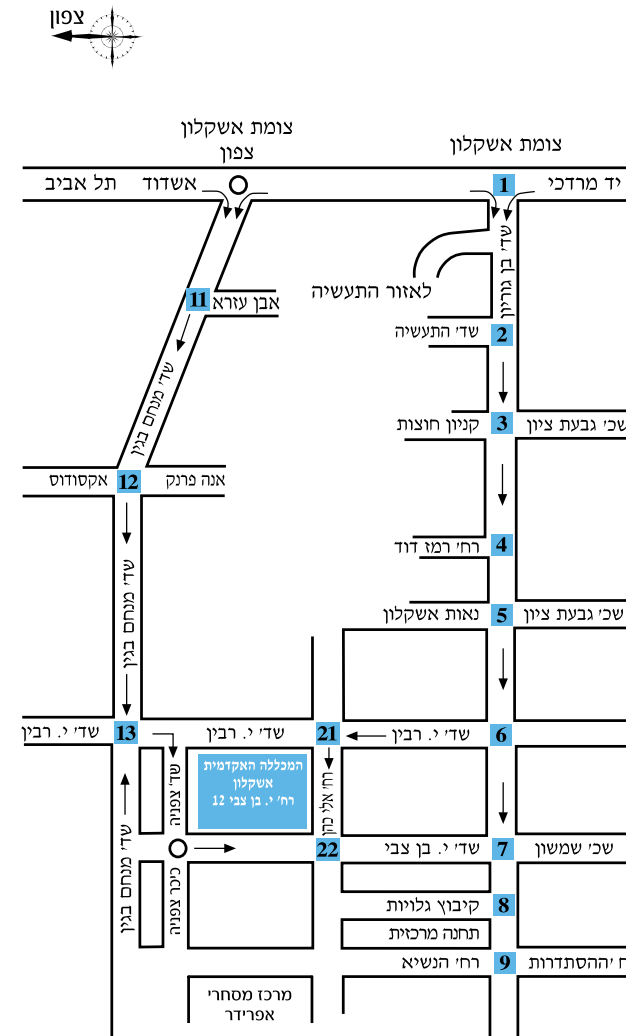 צפון
צומת אשקלון
צומת אשקלון
צפון
יד מרדכי
1
אשדוד
תל אביב
שד׳ בן גוריון
לאזור התעשיה
אבן עזרא
11
2
שד׳ התעשיה
שד׳ מנחם בגין
שכ׳ גבעת ציון
3
קניון חוצות
אנה פרנק
12
אקסודוס
4
רח׳ רמז דוד
שד׳ מנחם בגין
שכ׳ גבעת ציון
5
נאות אשקלון
6
שד׳ י. רבין
21
שד׳ י. רבין
13
שד׳ י. רבין
המכללה האקדמית
אשקלון
רח׳ י. בן צבי 12
רח׳ אלי כהן
שד׳ צפניה
שד׳ מנחם בגין
שכ׳ שמשון
7
שד׳ י. בן צבי
22
כיכר צפניה
8
קיבוץ גלויות
תחנה מרכזית
ח׳ ההסתדרות
9
רח׳ הנשיא
מרכז מסחרי
אפרידר